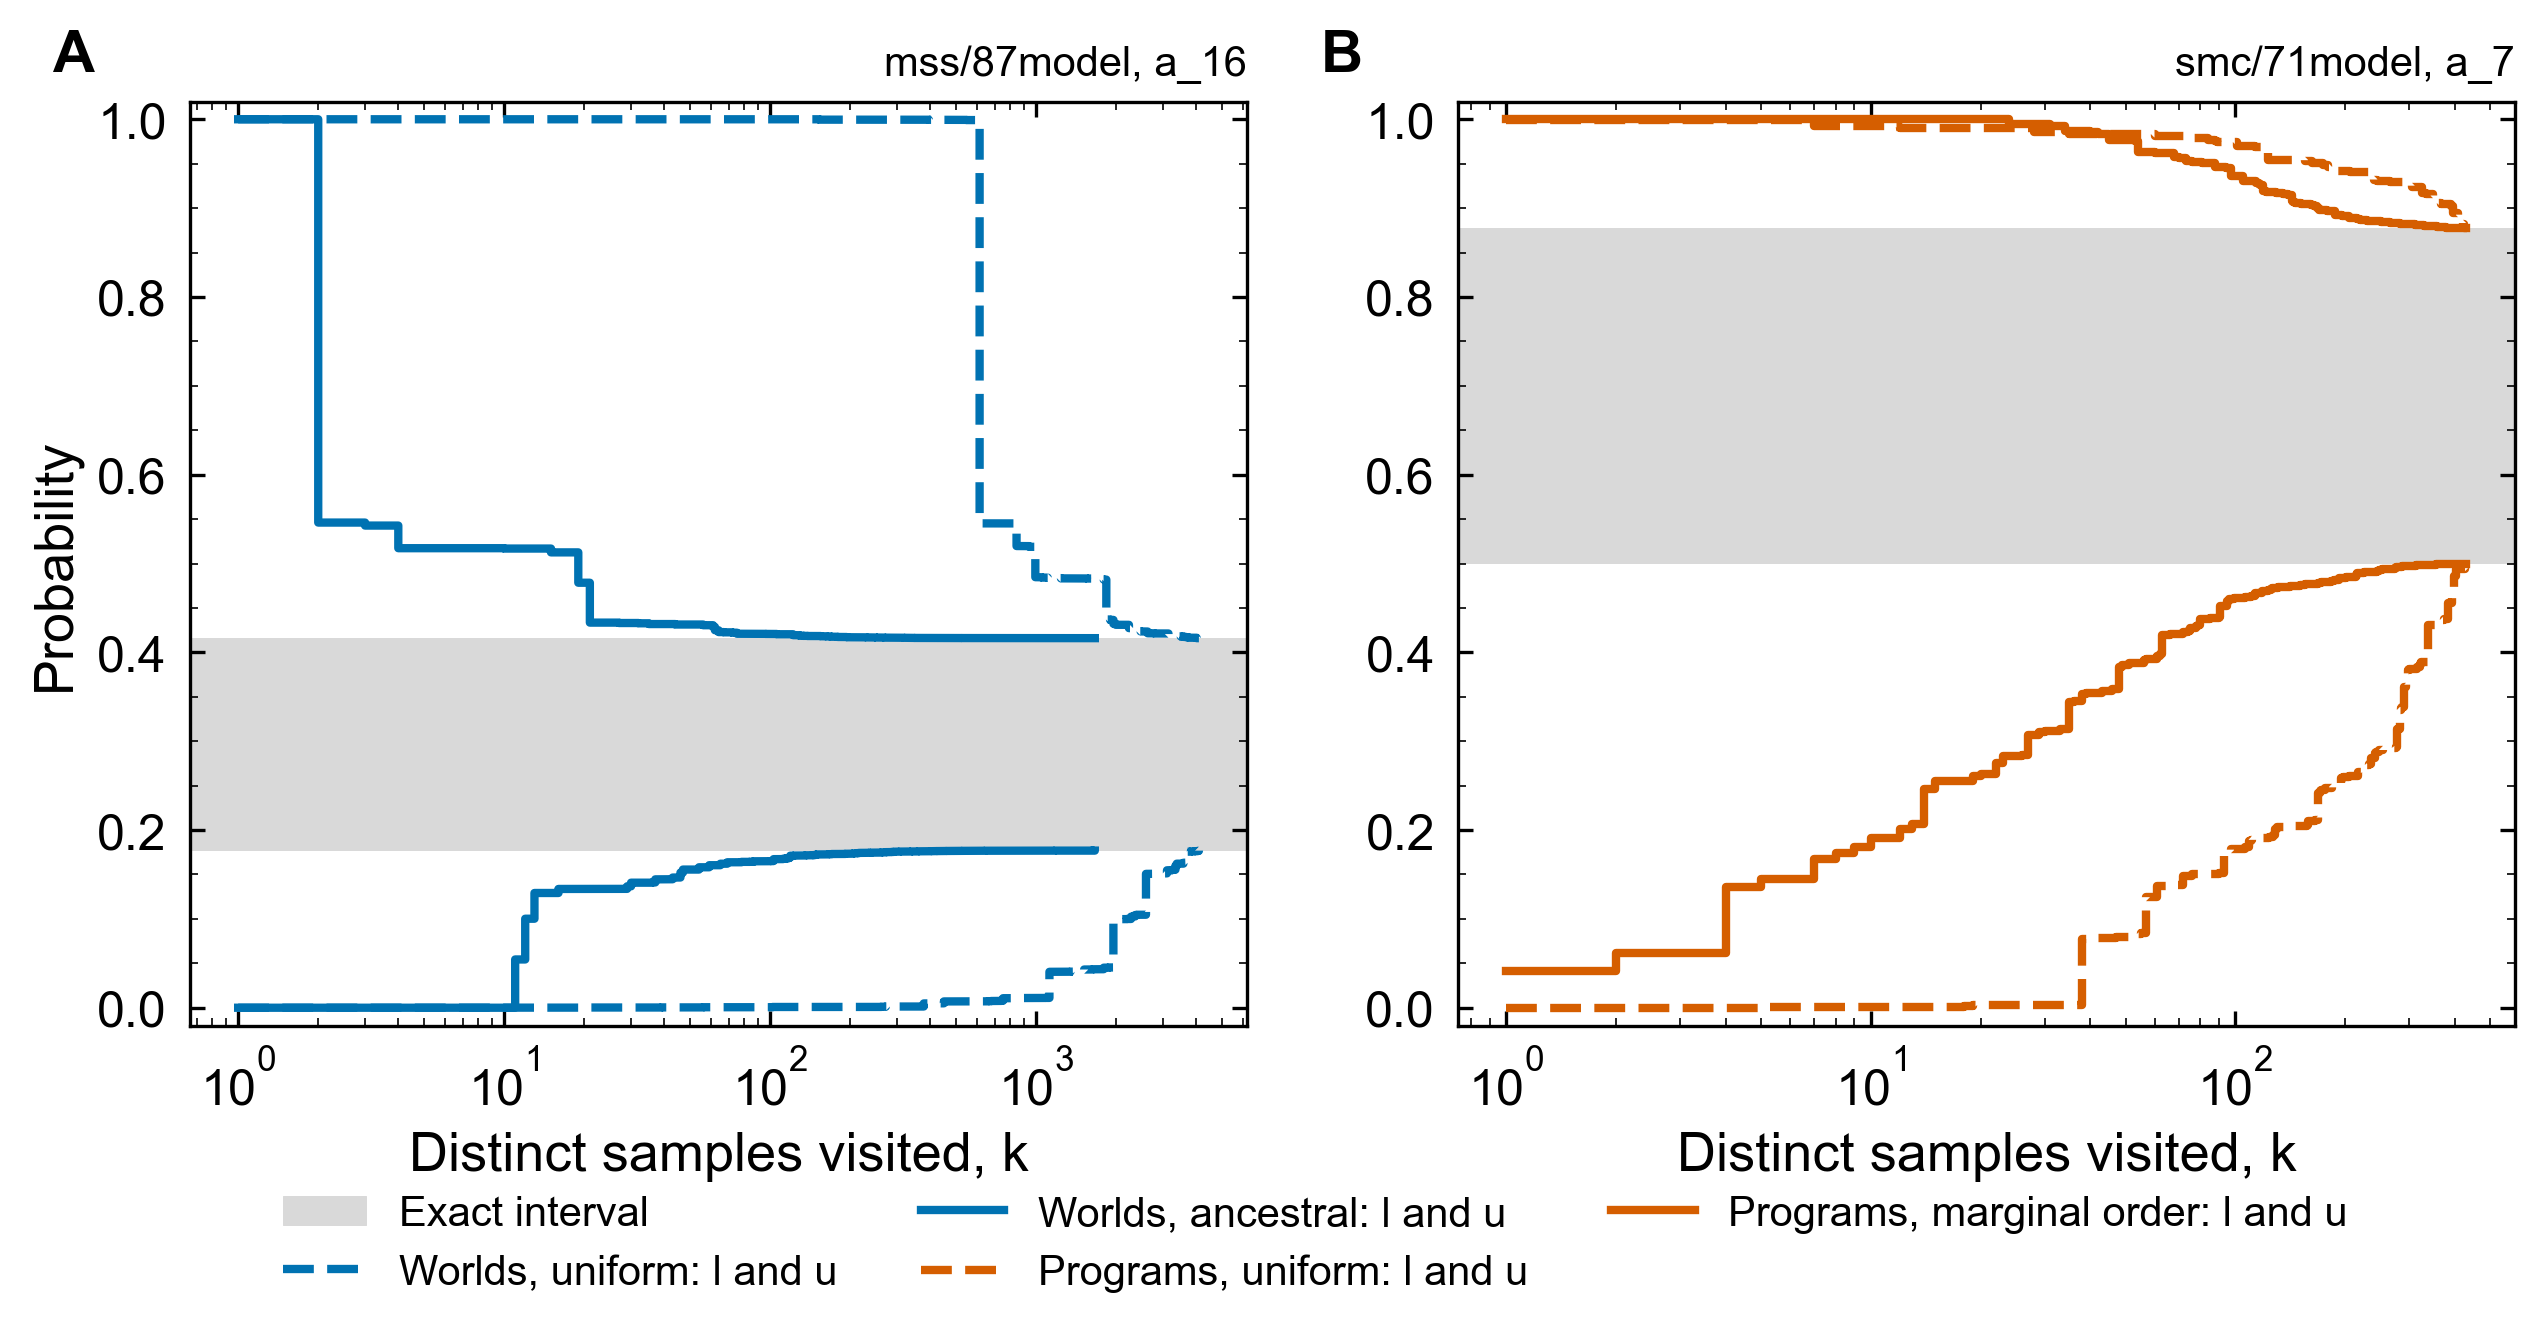 A
mss/87model, a_16
B
smc/71model, a_7
Probability
1.0
0.8
0.6
0.4
0.2
0.0
10^0
10^1
10^2
10^3
Distinct samples visited, k
1.0
0.8
0.6
0.4
0.2
0.0
10^0
10^1
10^2
Distinct samples visited, k
Exact interval
Worlds, uniform: l and u
Worlds, ancestral: l and u
Programs, uniform: l and u
Programs, marginal order: l and u